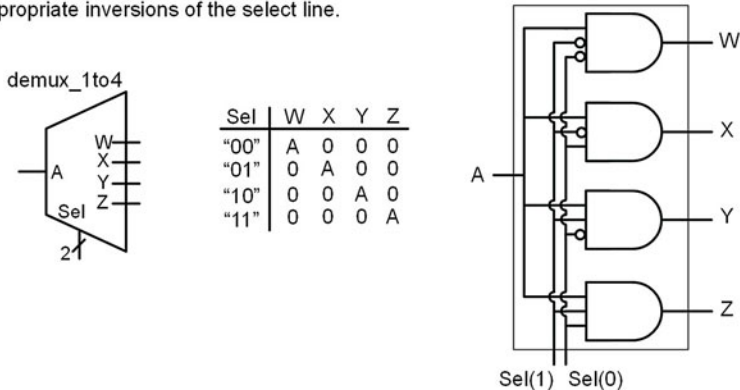 propriate inversions of the select line.
demux_1to4
W
X
A
Y
Z
Sel
2
Sel W X Y Z
“00” A 0 0 0
“01” 0 A 0 0
“10” 0 0 A 0
“11” 0 0 0 A
W
X
A
Y
Z
Sel(1) Sel(0)